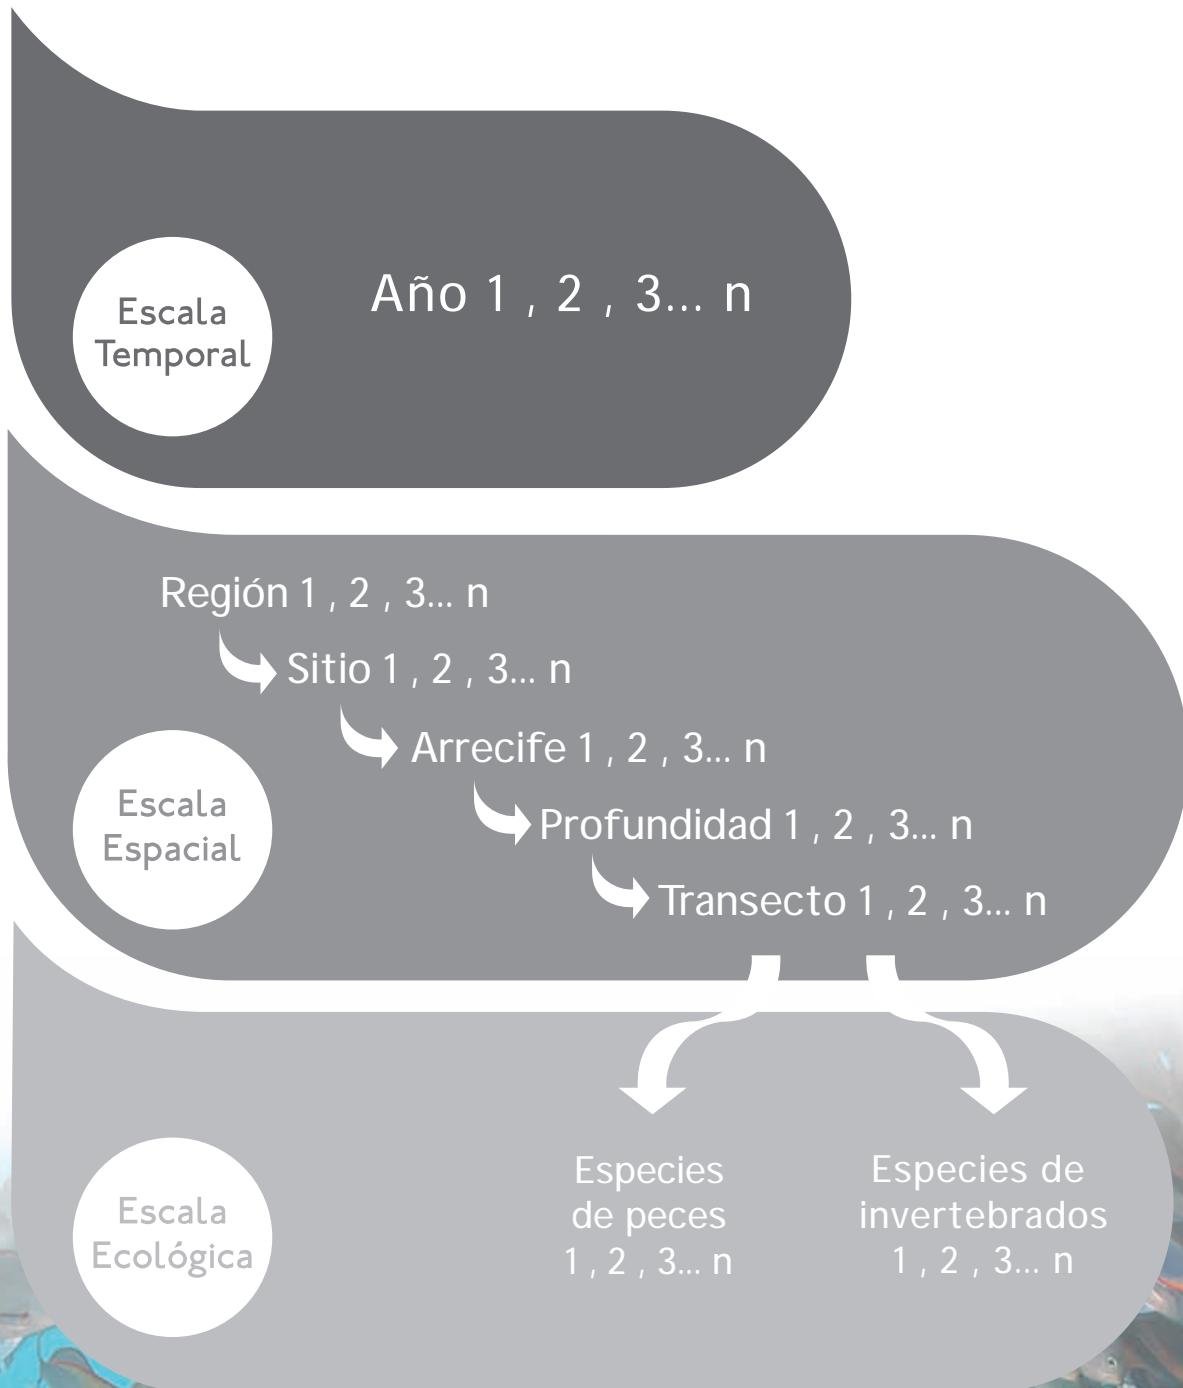 Escala
Temporal
Año 1 , 2 , 3... n
Región 1 , 2 , 3... n
Sitio 1 , 2 , 3... n
Arrecife 1 , 2 , 3... n
Profundidad 1 , 2 , 3... n
Transecto 1 , 2 , 3... n
Escala
Espacial
Escala
Ecológica
Especies
de peces
1 , 2 , 3... n
Especies de
invertebrados
1 , 2 , 3... n